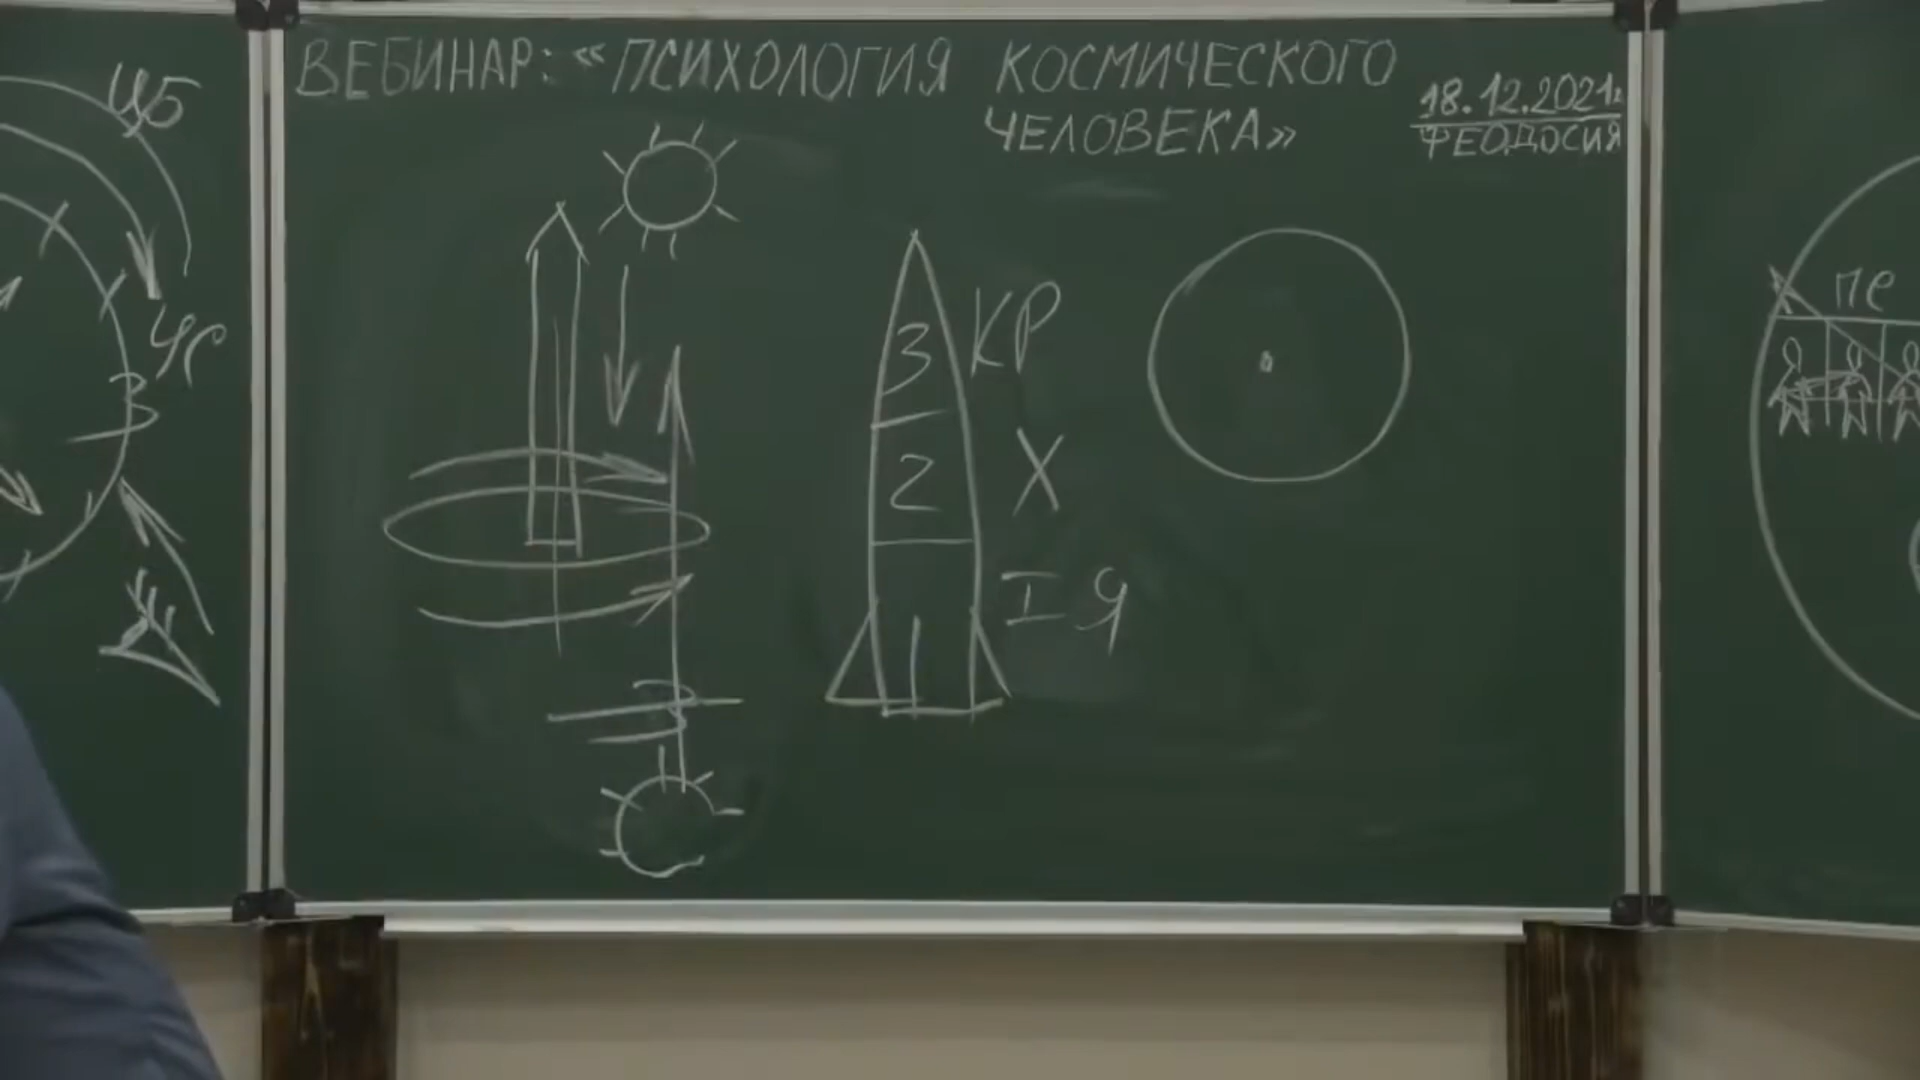 ВЕБИНАР: «ПСИХОЛОГИЯ КОСМИЧЕСКОГО
ЧЕЛОВЕКА»
18.12.2021г.
ФЕОДОСИЯ
ЦБ
ЧС
З
3 КР
2 Х
1 I Я
пе